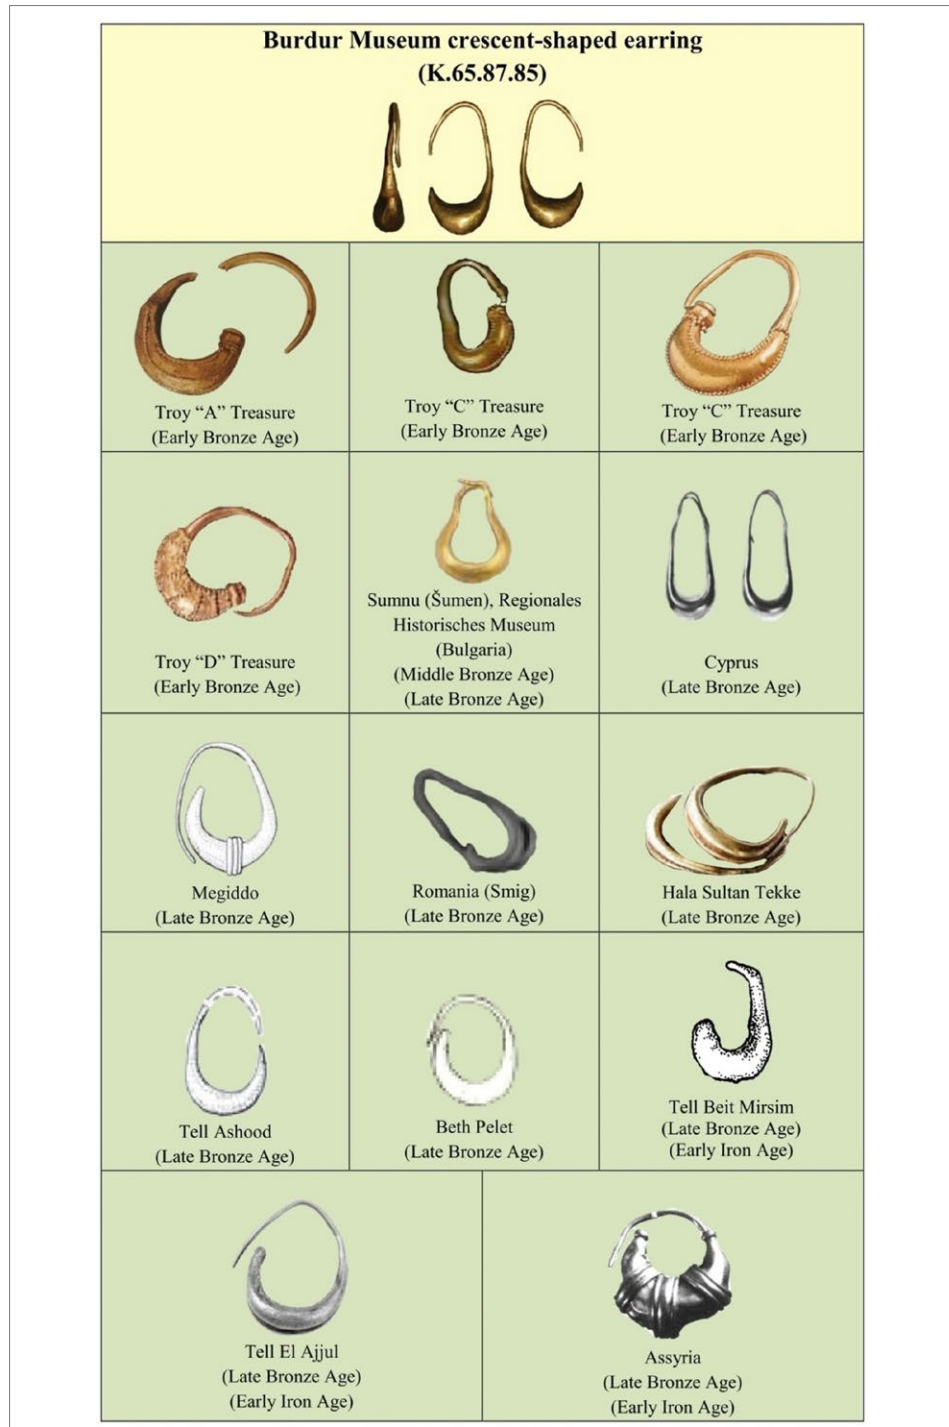 Burdur Museum crescent-shaped earring
(K.65.87.85)
Troy “A” Treasure
(Early Bronze Age)
Troy “C” Treasure
(Early Bronze Age)
Troy “C” Treasure
(Early Bronze Age)
Troy “D” Treasure
(Early Bronze Age)
Sumnu (Šumen), Regionales
Historisches Museum
(Bulgaria)
(Middle Bronze Age)
(Late Bronze Age)
Cyprus
(Late Bronze Age)
Megiddo
(Late Bronze Age)
Romania (Smig)
(Late Bronze Age)
Hala Sultan Tekke
(Late Bronze Age)
Tell Ashood
(Late Bronze Age)
Beth Pelet
(Late Bronze Age)
Tell Beit Mirsim
(Late Bronze Age)
(Early Iron Age)
Tell El Ajjul
(Late Bronze Age)
(Early Iron Age)
Assyria
(Late Bronze Age)
(Early Iron Age)